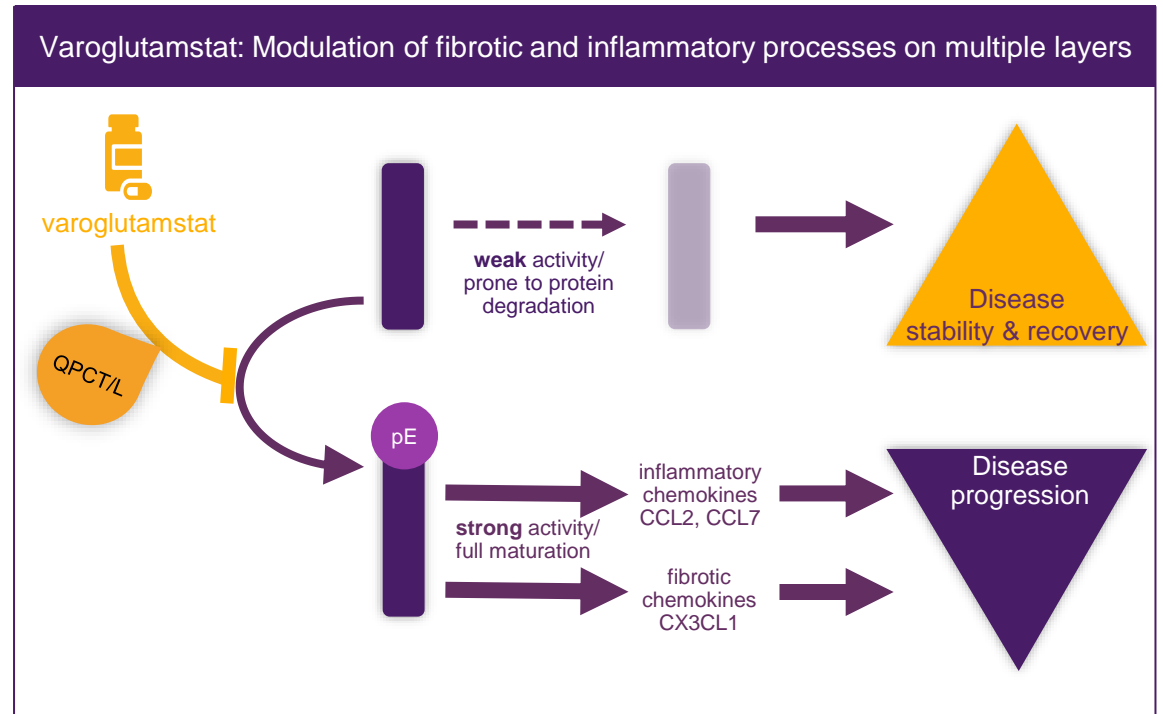 Varoglutamstat: Modulation of fibrotic and inflammatory processes on multiple layers
varoglutamstat
weak activity/
prone to protein
degradation
Disease
stability & recovery
QPCT/L
pE
strong activity/
full maturation
inflammatory
chemokines
CCL2, CCL7
fibrotic
chemokines
CX3CL1
Disease
progression